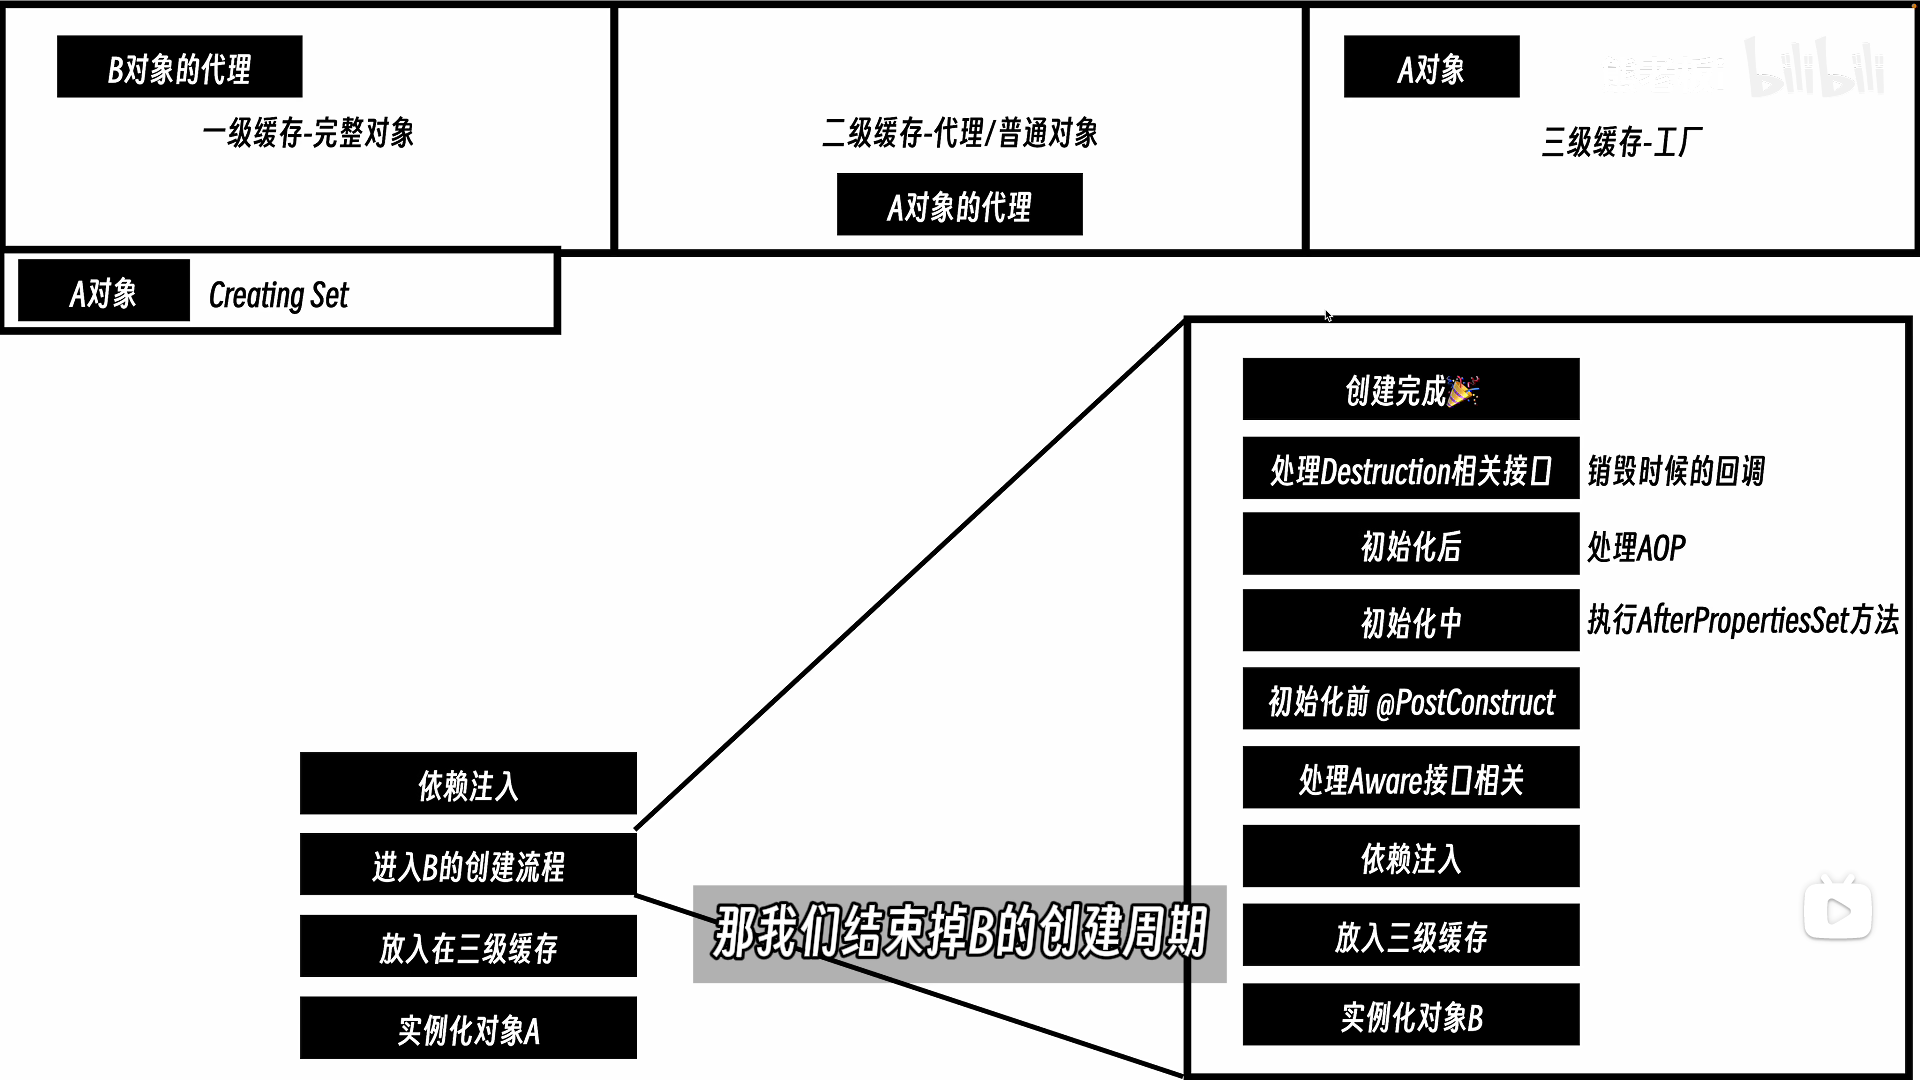 B对象的代理
一级缓存-完整对象
二级缓存-代理/普通对象
A对象的代理
A对象
三级缓存-工厂
bilibili
A对象 Creating Set
创建完成🎉
处理Destruction相关接口 销毁时候的回调
初始化后 处理AOP
初始化中 执行AfterPropertiesSet方法
初始化前 @PostConstruct
处理Aware接口相关
依赖注入
放入三级缓存
实例化对象B
依赖注入
进入B的创建流程
放入在三级缓存
实例化对象A
那我们结束掉B的创建周期